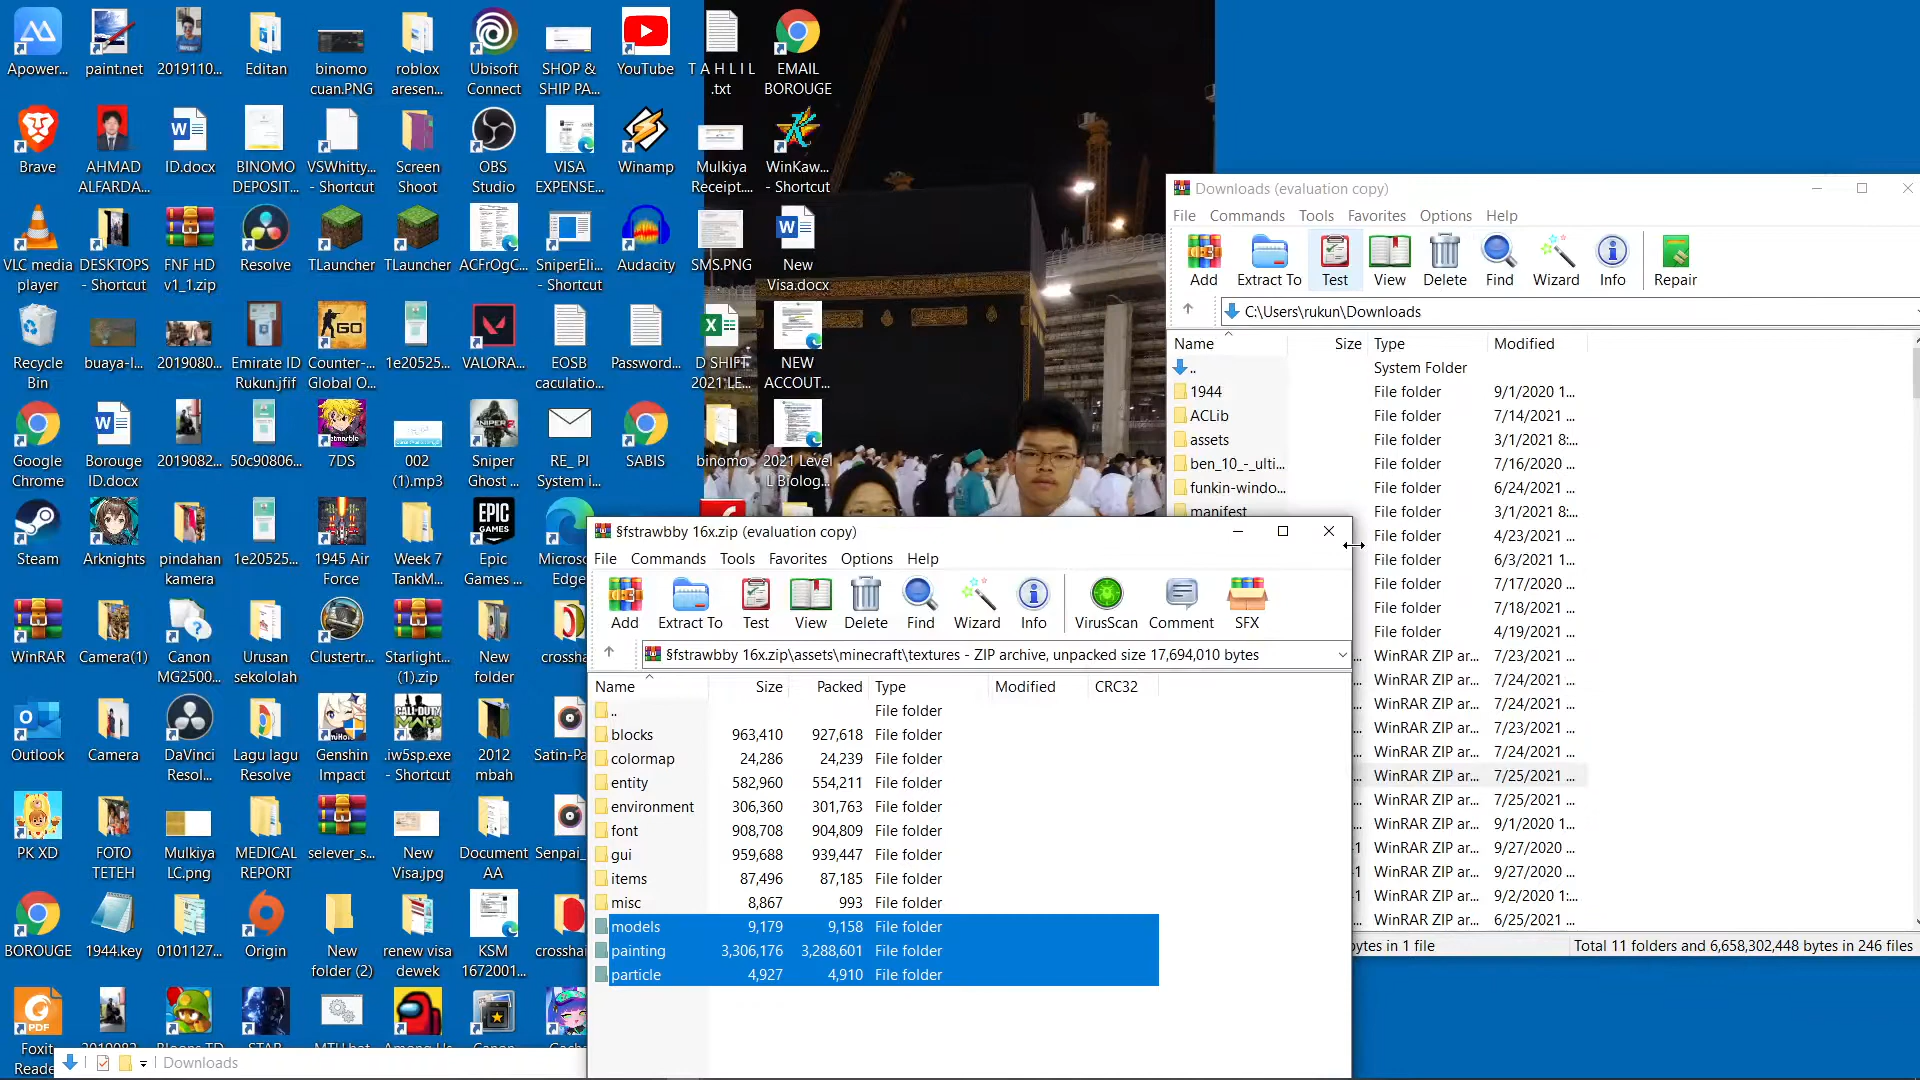 Apower...
paint.net
2019110...
Editan
binomo
cuan.PNG
roblox
aresen...
Ubisoft
Connect
SHOP &
SHIP PA...
YouTube
T A H L I L
.txt
EMAIL
BOROUGE
Brave
AHMAD
ALFARDA...
ID.docx
BINOMO
DEPOSIT...
VSWhitty...
- Shortcut
Screen
Shoot
OBS
Studio
VISA
EXPENSE...
Winamp
Mulkiya
Receipt....
WinKaw...
- Shortcut
VLC media
player
DESKTOPS
- Shortcut
FNF HD
v1_1.zip
Resolve
TLauncher
TLauncher
ACFrOgC...
SniperEli...
- Shortcut
Audacity
SMS.PNG
New
Visa.docx
Recycle
Bin
buaya-l...
2019080...
Emirate ID
Rukun.jfif
GO
Counter-...
Global O...
1e20525...
VALORA...
EOSB
caculatio...
Password...
D SHIFT
2021 LE...
NEW
ACCOUT...
Google
Chrome
Borouge
ID.docx
2019082...
50c90806...
7DS
002
(1).mp3
Sniper
Ghost ...
RE_ PI
System i...
SABIS
binomo
2021 Level
L Biolog...
Steam
Arknights
pindahan
kamera
1e20525...
1945 Air
Force
Week 7
TankM...
EPIC
GAMES
Epic
Games ...
Microso...
Edge
WinRAR
Camera(1)
Canon
MG2500...
Urusan
sekololah
Clustertr...
Starlight...
(1).zip
New
folder
crossha
Outlook
Camera
DaVinci
Resol...
Lagu lagu
Resolve
Genshin
Impact
CALL OF DUTY
MW3
.iw5sp.exe
- Shortcut
2012
mbah
Satin-Pa
PK XD
FOTO
TETEH
Mulkiya
LC.png
MEDICAL
REPORT
selever_s...
New
Visa.jpg
Document
AA
Senpai_
BOROUGE
1944.key
0101127...
Origin
New
folder (2)
renew visa
dewek
KSM
1672001...
crosshai
PDF
Foxit
Reade
Downloads
Downloads (evaluation copy)
File Commands Tools Favorites Options Help
Add Extract To Test View Delete Find Wizard Info Repair
C:\Users\rukun\Downloads
Name Size Type Modified
.. System Folder
1944 File folder 9/1/2020 1...
ACLib File folder 7/14/2021 ...
assets File folder 3/1/2021 8:...
ben_10_-_ulti... File folder 7/16/2020 ...
funkin-windo... File folder 6/24/2021 ...
manifest File folder 3/1/2021 8:...
File folder 4/23/2021 ...
File folder 6/3/2021 1...
File folder 7/17/2020 ...
File folder 7/18/2021 ...
File folder 4/19/2021 ...
WinRAR ZIP ar... 7/23/2021 ...
WinRAR ZIP ar... 7/24/2021 ...
WinRAR ZIP ar... 7/24/2021 ...
WinRAR ZIP ar... 7/23/2021 ...
WinRAR ZIP ar... 7/24/2021 ...
WinRAR ZIP ar... 7/25/2021 ...
WinRAR ZIP ar... 7/25/2021 ...
WinRAR ZIP ar... 9/1/2020 1...
WinRAR ZIP ar... 9/27/2020 ...
WinRAR ZIP ar... 9/27/2020 ...
WinRAR ZIP ar... 9/2/2020 1:...
WinRAR ZIP ar... 6/25/2021 ...
bytes in 1 file
Total 11 folders and 6,658,302,448 bytes in 246 files
§fstrawbby 16x.zip (evaluation copy)
File Commands Tools Favorites Options Help
Add Extract To Test View Delete Find Wizard Info VirusScan Comment SFX
§fstrawbby 16x.zip\assets\minecraft\textures - ZIP archive, unpacked size 17,694,010 bytes
Name Size Packed Type Modified CRC32
.. File folder
blocks 963,410 927,618 File folder
colormap 24,286 24,239 File folder
entity 582,960 554,211 File folder
environment 306,360 301,763 File folder
font 908,708 904,809 File folder
gui 959,688 939,447 File folder
items 87,496 87,185 File folder
misc 8,867 993 File folder
models 9,179 9,158 File folder
painting 3,306,176 3,288,601 File folder
particle 4,927 4,910 File folder